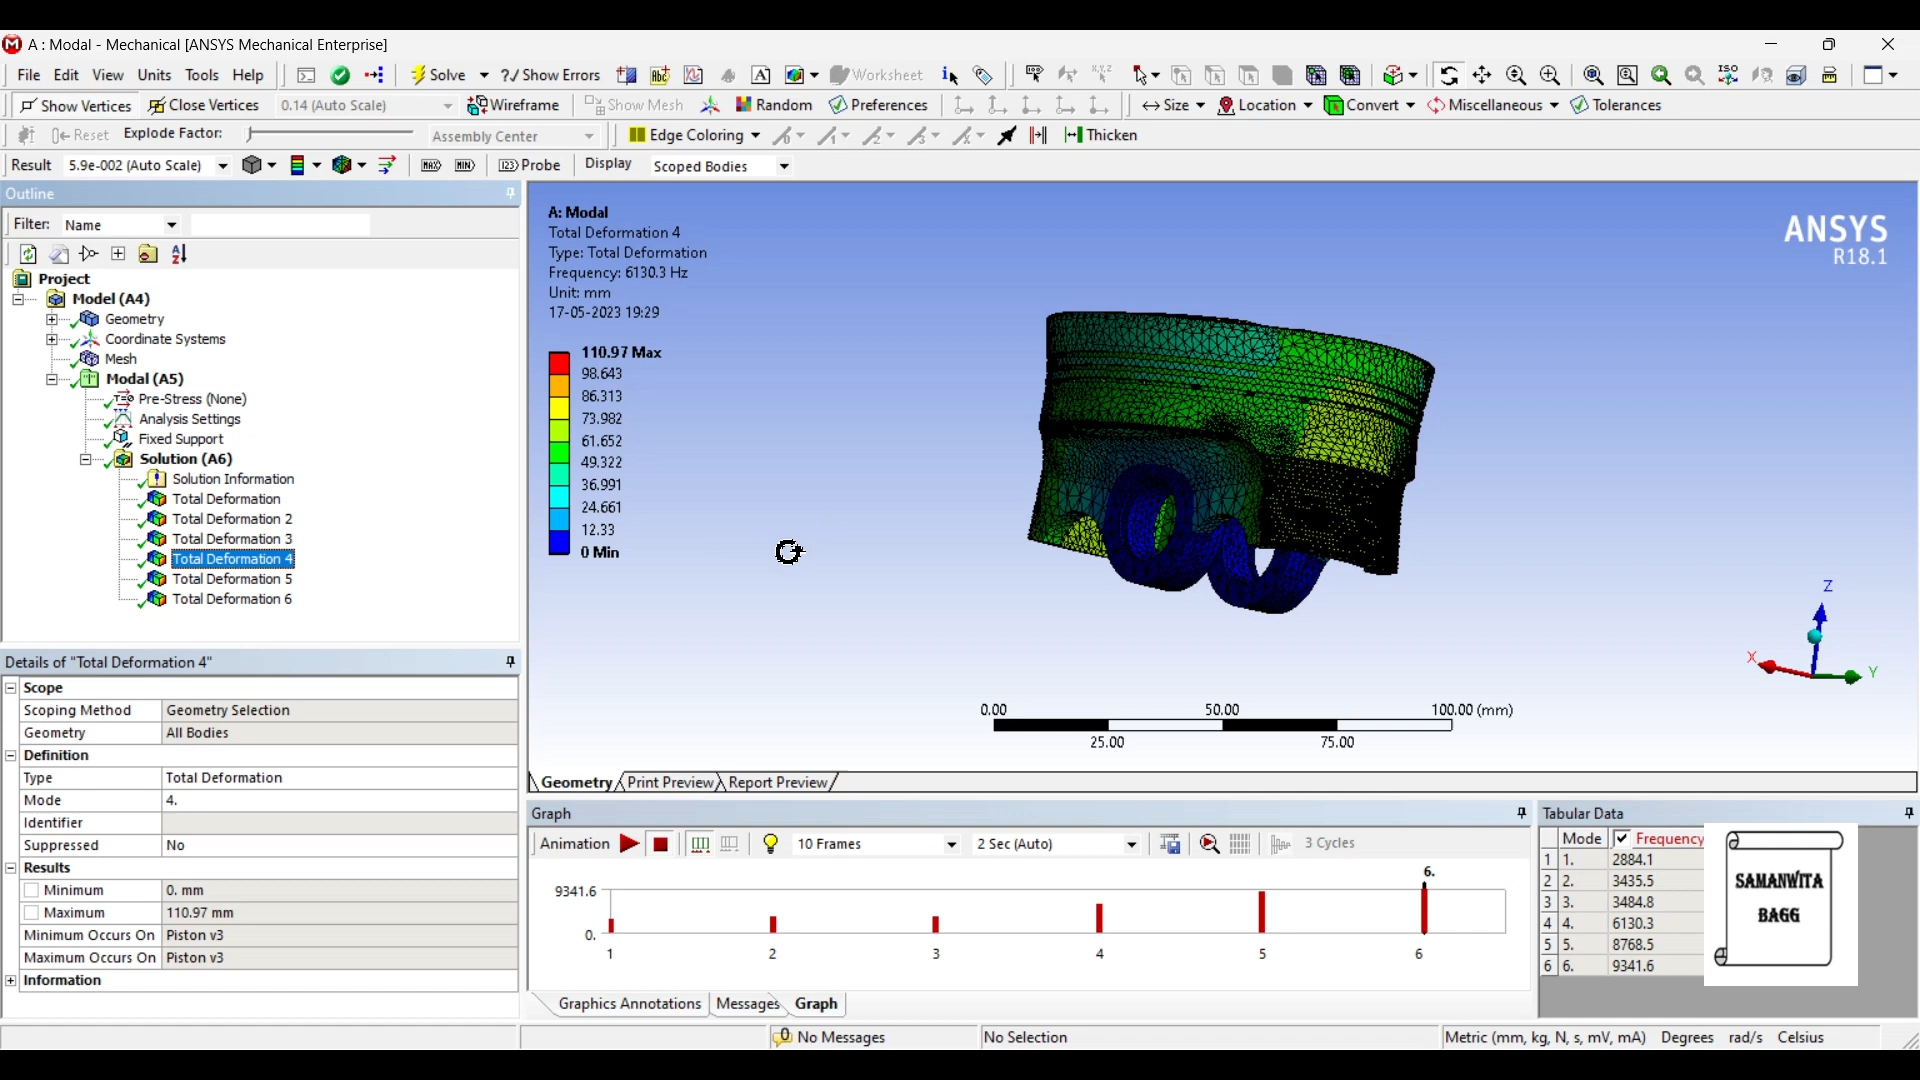 A : Modal - Mechanical [ANSYS Mechanical Enterprise]
File Edit View Units Tools Help Solve ?/ Show Errors Worksheet
Show Vertices Close Vertices 0.14 (Auto Scale) Wireframe Show Mesh Random Preferences Size Location Convert Miscellaneous Tolerances
Reset Explode Factor: Assembly Center Edge Coloring Thicken
Result 5.9e-002 (Auto Scale) MAX MIN Probe Display Scoped Bodies
Outline
Filter: Name
Project
Model (A4)
Geometry
Coordinate Systems
Mesh
Modal (A5)
Pre-Stress (None)
Analysis Settings
Fixed Support
Solution (A6)
Solution Information
Total Deformation
Total Deformation 2
Total Deformation 3
Total Deformation 4
Total Deformation 5
Total Deformation 6
Details of "Total Deformation 4"
Scope
Scoping Method Geometry Selection
Geometry All Bodies
Definition
Type Total Deformation
Mode 4.
Identifier
Suppressed No
Results
Minimum 0. mm
Maximum 110.97 mm
Minimum Occurs On Piston v3
Maximum Occurs On Piston v3
Information
A: Modal
Total Deformation 4
Type: Total Deformation
Frequency: 6130.3 Hz
Unit: mm
17-05-2023 19:29
110.97 Max
98.643
86.313
73.982
61.652
49.322
36.991
24.661
12.33
0 Min
ANSYS
R18.1
Z
X
Y
0.00 50.00 100.00 (mm)
25.00 75.00
Geometry Print Preview Report Preview
Graph
Animation 10 Frames 2 Sec (Auto) 3 Cycles
6.
9341.6
0.
1 2 3 4 5 6
Graphics Annotations Messages Graph
Tabular Data
Mode Frequency
1 1. 2884.1
2 2. 3435.5
3 3. 3484.8
4 4. 6130.3
5 5. 8768.5
6 6. 9341.6
SAMANWITA
BAGG
No Messages No Selection Metric (mm, kg, N, s, mV, mA) Degrees rad/s Celsius